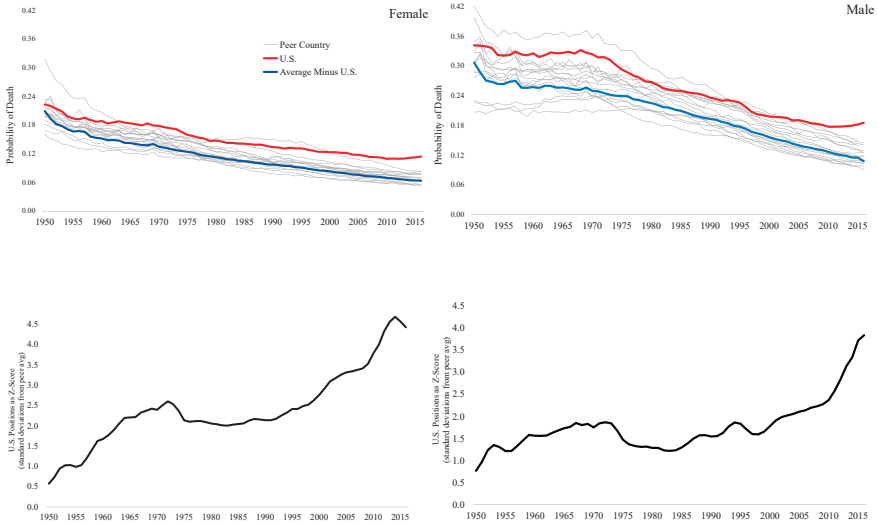 Female
0.42
0.36
0.30
0.24
0.18
0.12
0.06
0.00
Probability of Death
Peer Country
U.S.
Average Minus U.S.
1950 1955 1960 1965 1970 1975 1980 1985 1990 1995 2000 2005 2010 2015
Male
0.42
0.36
0.30
0.24
0.18
0.12
0.06
0.00
Probability of Death
1950 1955 1960 1965 1970 1975 1980 1985 1990 1995 2000 2005 2010 2015
4.5
4.0
3.5
3.0
2.5
2.0
1.5
1.0
0.5
0.0
U.S. Positions as Z-Score
(standard deviations from peer avg)
1950 1955 1960 1965 1970 1975 1980 1985 1990 1995 2000 2005 2010 2015
4.5
4.0
3.5
3.0
2.5
2.0
1.5
1.0
0.5
0.0
U.S. Positions as Z-Score
(standard deviations from peer avg)
1950 1955 1960 1965 1970 1975 1980 1985 1990 1995 2000 2005 2010 2015